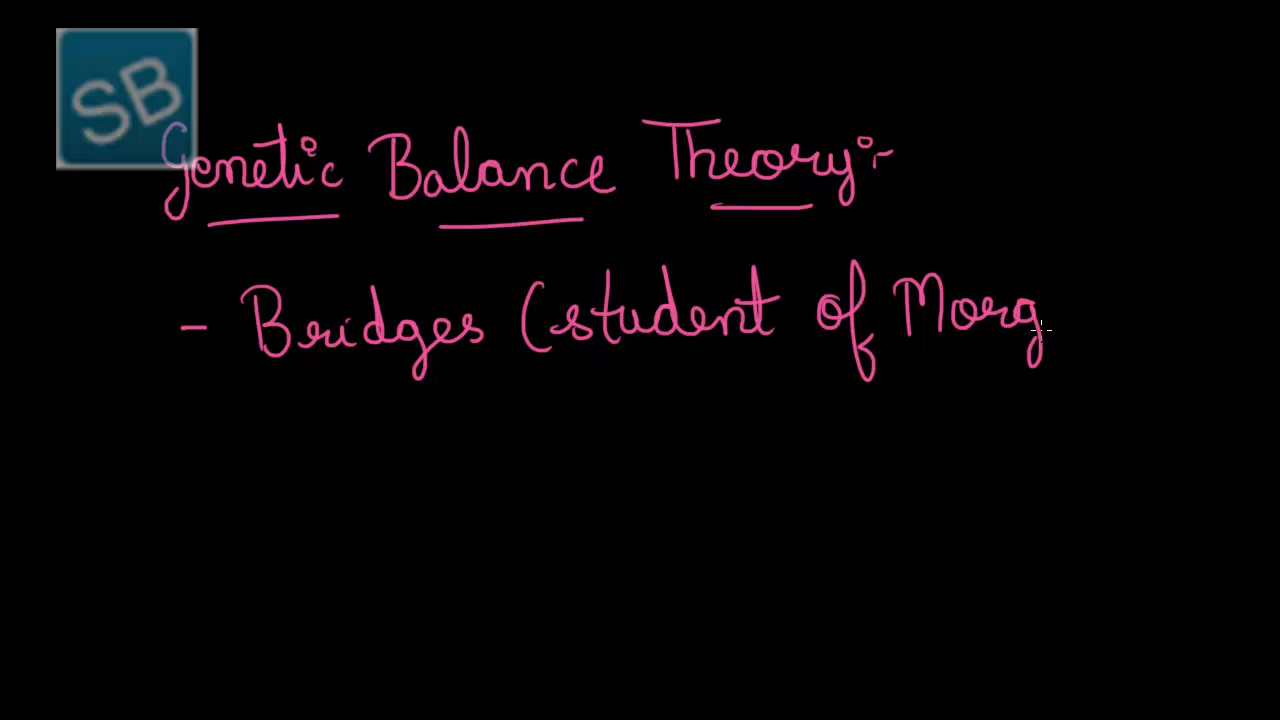 SB
Genetic Balance Theory:-
- Bridges (student of Morg